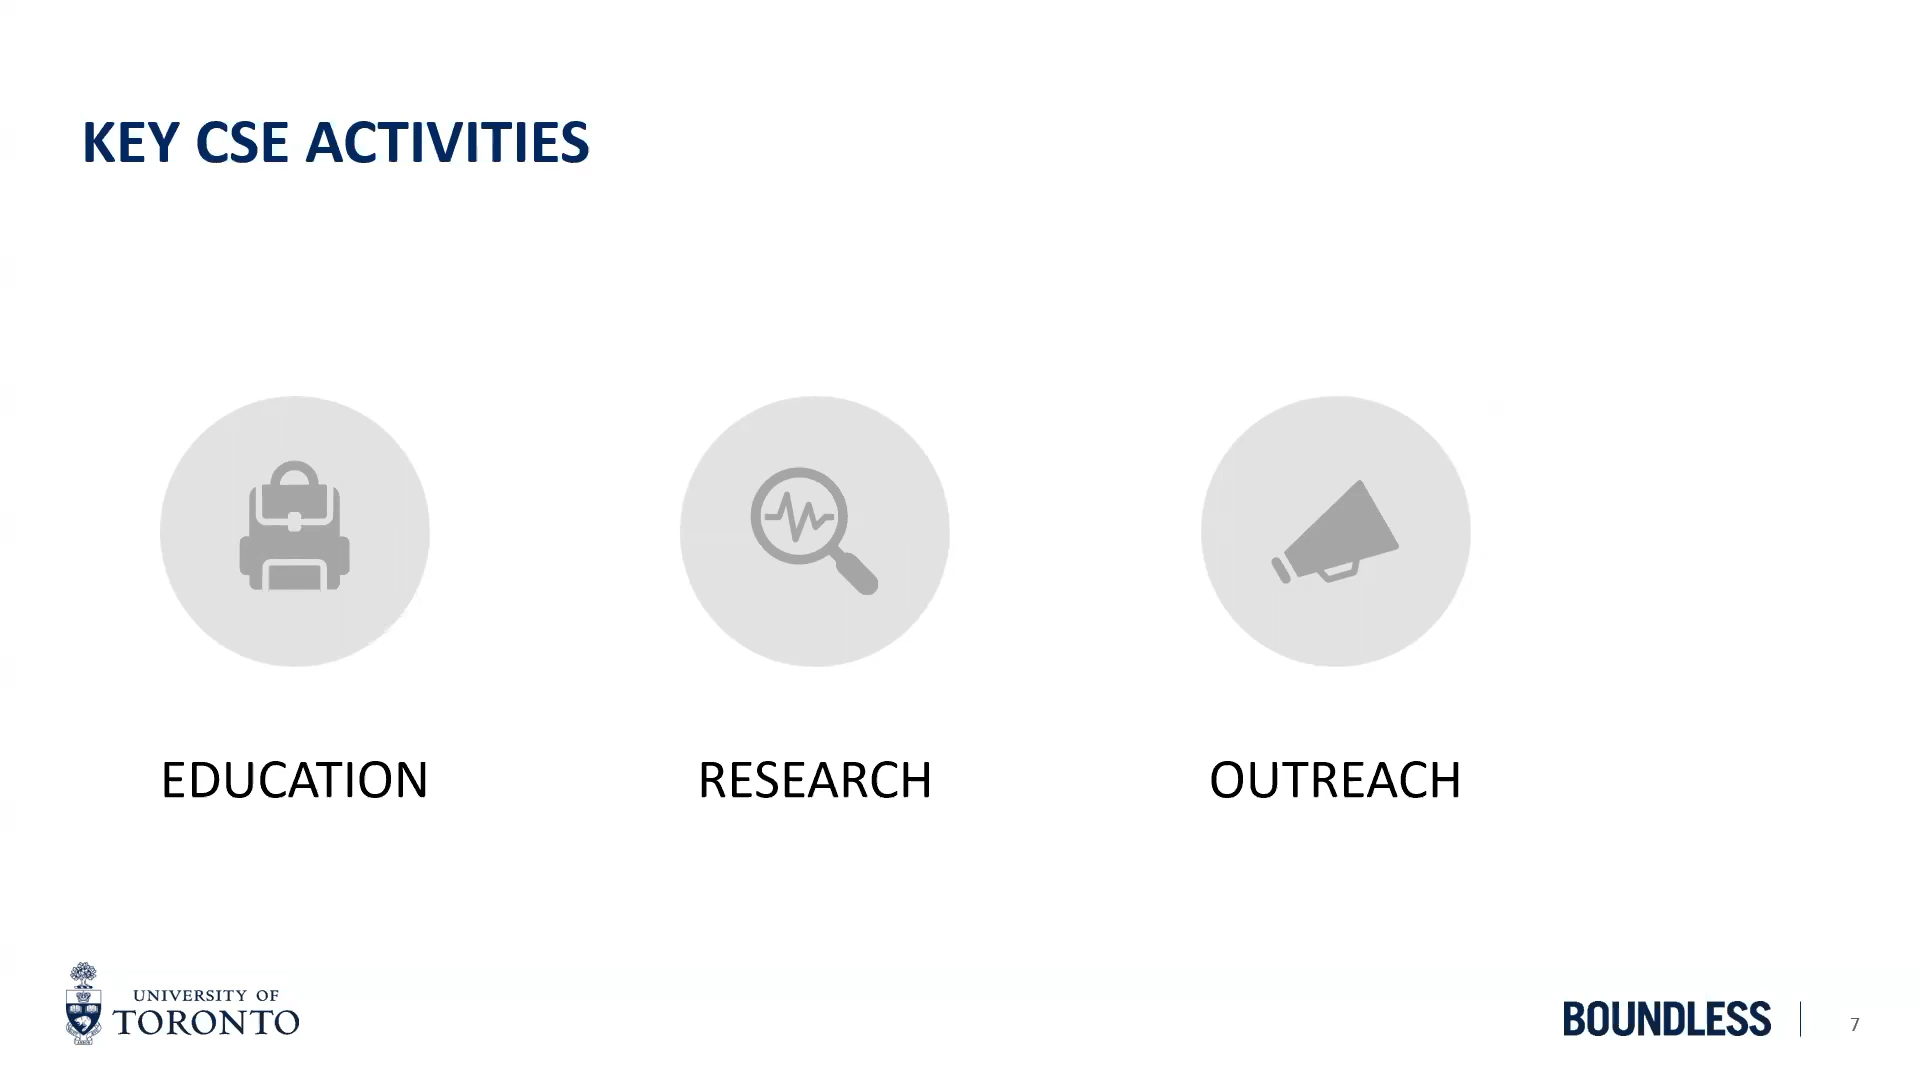 KEY CSE ACTIVITIES
EDUCATION
RESEARCH
OUTREACH
UNIVERSITY OF
TORONTO
BOUNDLESS
7